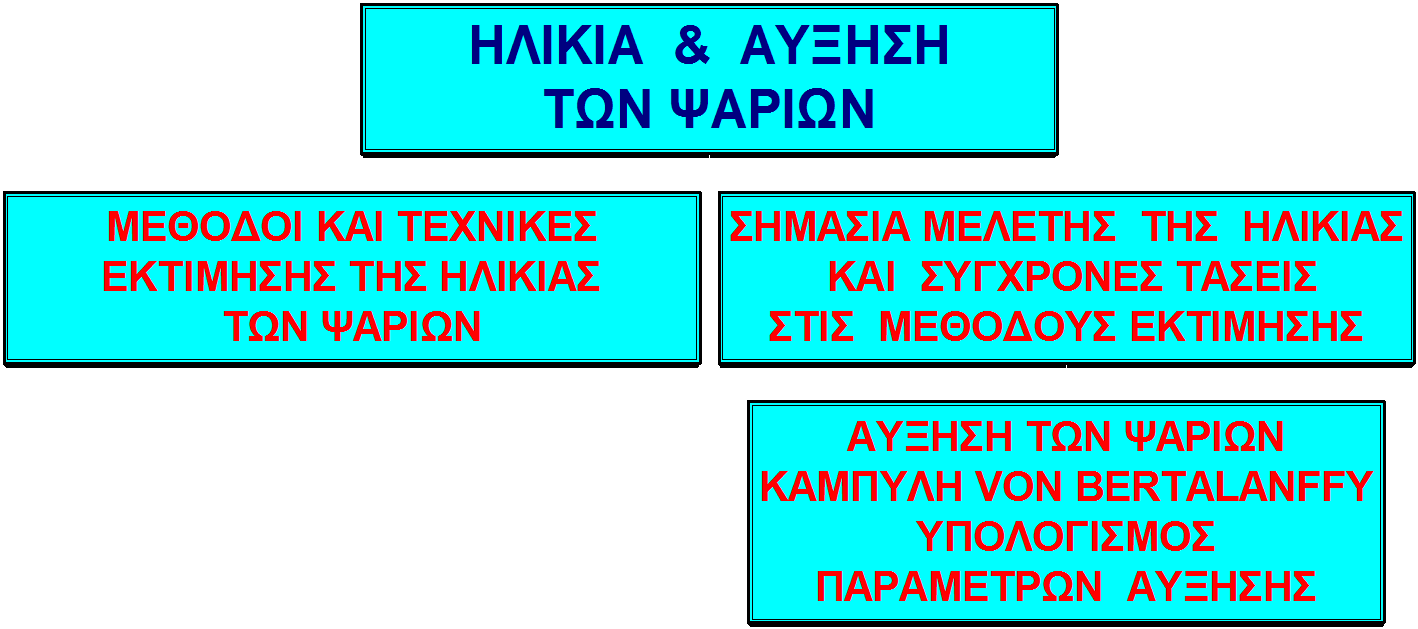 ΗΛΙΚΙΑ & ΑΥΞΗΣΗ
ΤΩΝ ΨΑΡΙΩΝ
ΜΕΘΟΔΟΙ ΚΑΙ ΤΕΧΝΙΚΕΣ
ΕΚΤΙΜΗΣΗΣ ΤΗΣ ΗΛΙΚΙΑΣ
ΤΩΝ ΨΑΡΙΩΝ
ΣΗΜΑΣΙΑ ΜΕΛΕΤΗΣ ΤΗΣ ΗΛΙΚΙΑΣ
ΚΑΙ ΣΥΓΧΡΟΝΕΣ ΤΑΣΕΙΣ
ΣΤΙΣ ΜΕΘΟΔΟΥΣ ΕΚΤΙΜΗΣΗΣ
ΑΥΞΗΣΗ ΤΩΝ ΨΑΡΙΩΝ
ΚΑΜΠΥΛΗ VON BERTALANFFY
ΥΠΟΛΟΓΙΣΜΟΣ
ΠΑΡΑΜΕΤΡΩΝ ΑΥΞΗΣΗΣ